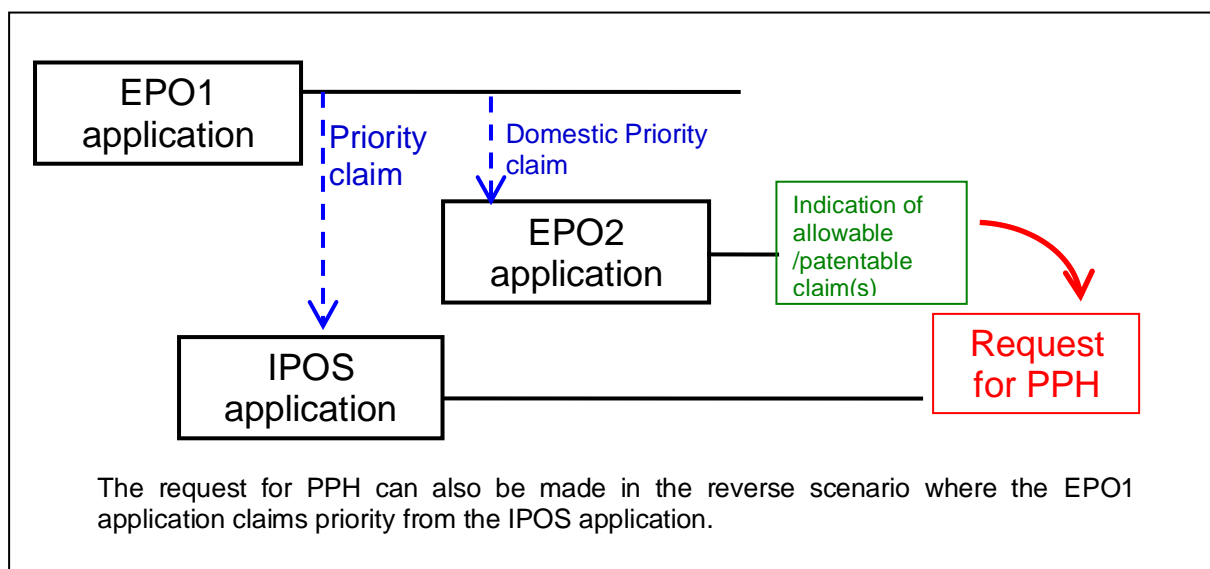 EPO1
application
Priority
claim
Domestic Priority
claim
EPO2
application
Indication of
allowable
/patentable
claim(s)
Request
for PPH
IPOS
application
The request for PPH can also be made in the reverse scenario where the EPO1
application claims priority from the IPOS application.